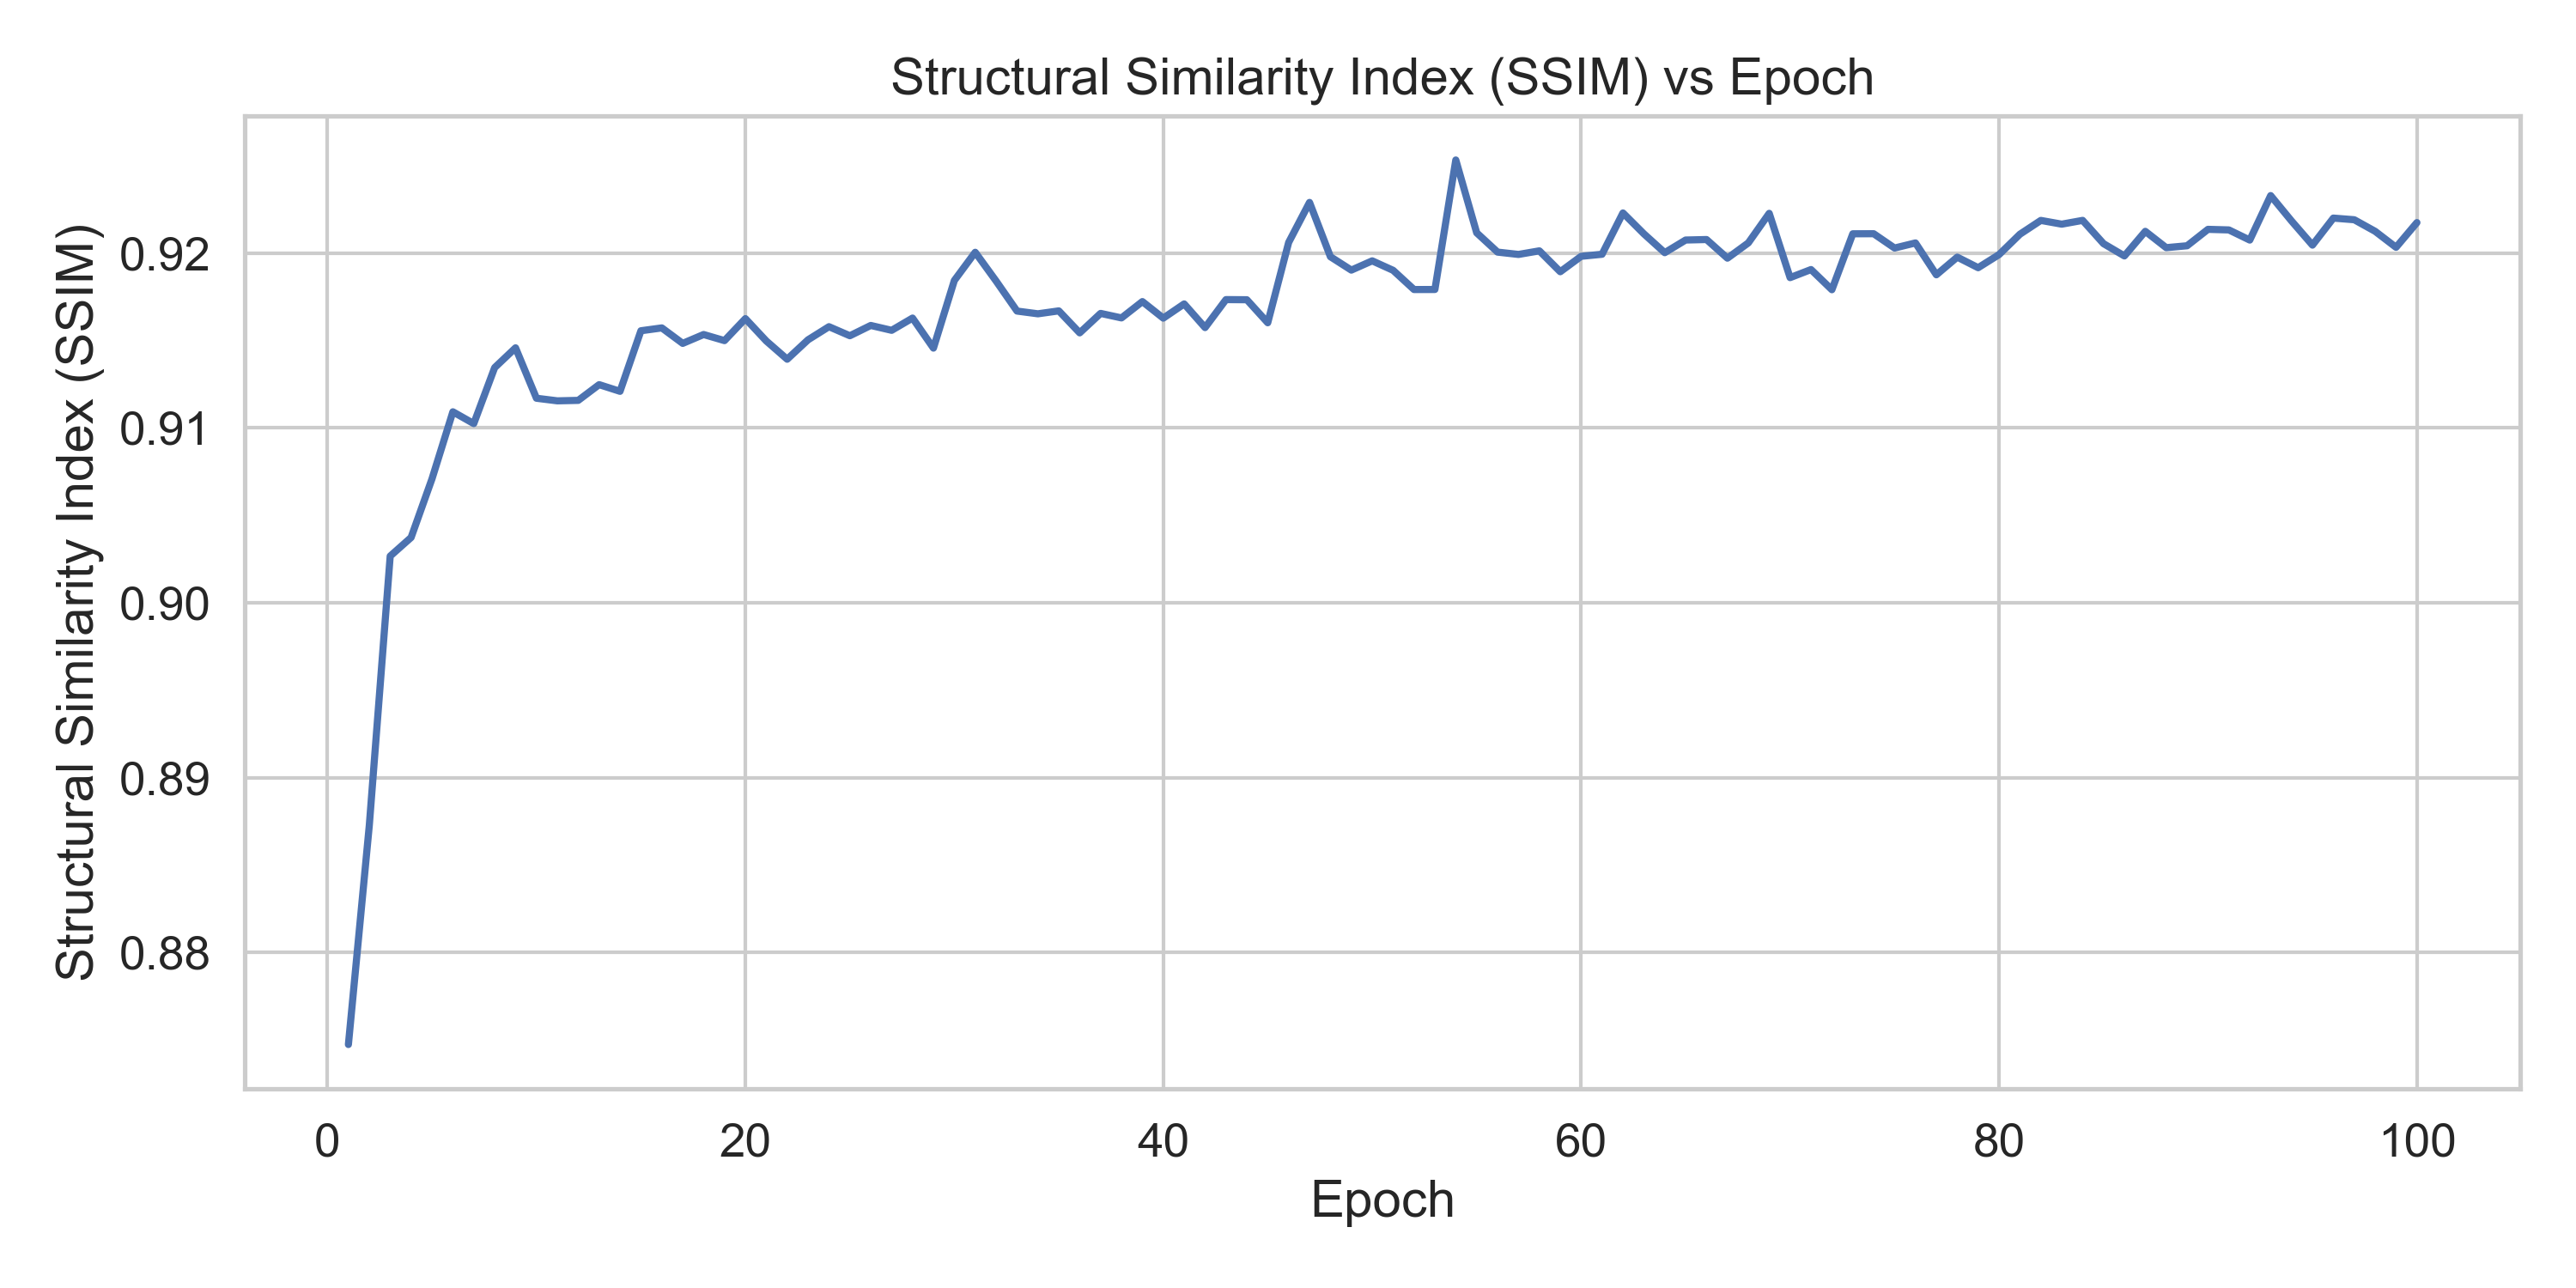 Structural Similarity Index (SSIM) vs Epoch
Structural Similarity Index (SSIM)
0.92
0.91
0.90
0.89
0.88
0 20 40 60 80 100
Epoch